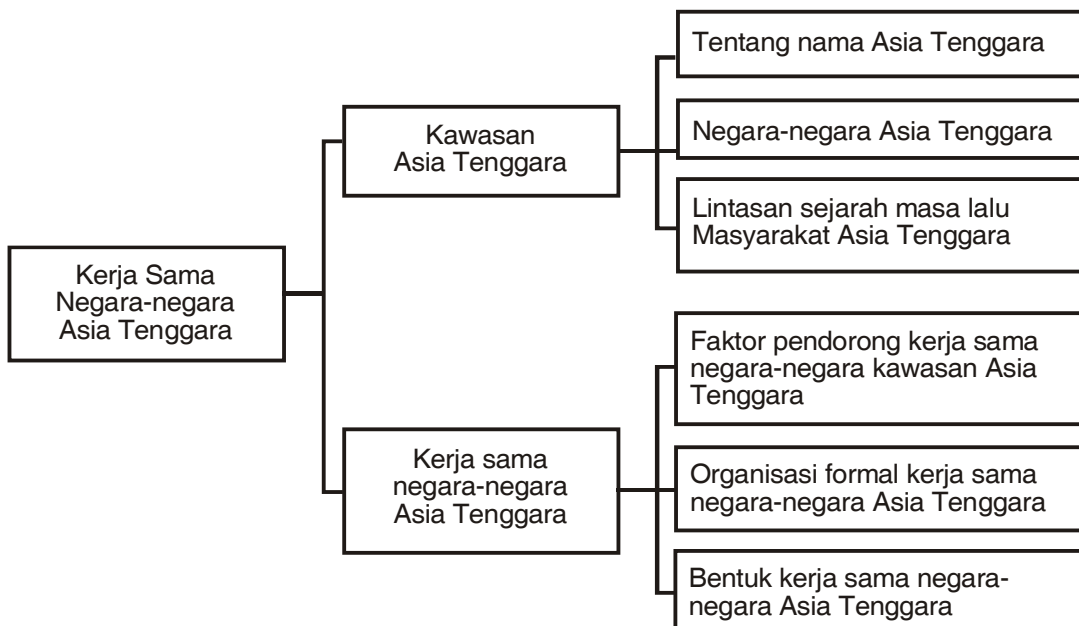 Kerja Sama
Negara-negara
Asia Tenggara
Kawasan
Asia Tenggara
Tentang nama Asia Tenggara
Negara-negara Asia Tenggara
Lintasan sejarah masa lalu
Masyarakat Asia Tenggara
Kerja sama
negara-negara
Asia Tenggara
Faktor pendorong kerja sama
negara-negara kawasan Asia
Tenggara
Organisasi formal kerja sama
negara-negara Asia Tenggara
Bentuk kerja sama negara-
negara Asia Tenggara